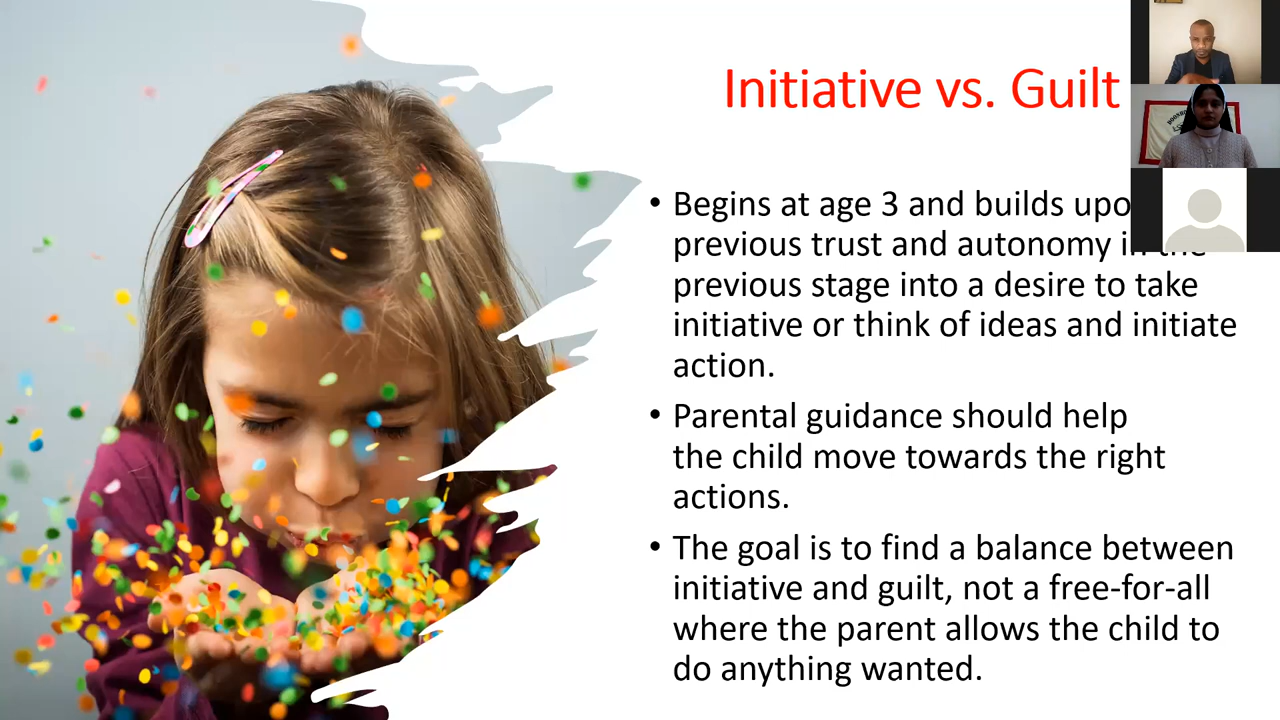 Initiative vs. Guilt
• Begins at age 3 and builds upo
previous trust and autonomy in the
previous stage into a desire to take
initiative or think of ideas and initiate
action.
• Parental guidance should help
the child move towards the right
actions.
• The goal is to find a balance between
initiative and guilt, not a free-for-all
where the parent allows the child to
do anything wanted.